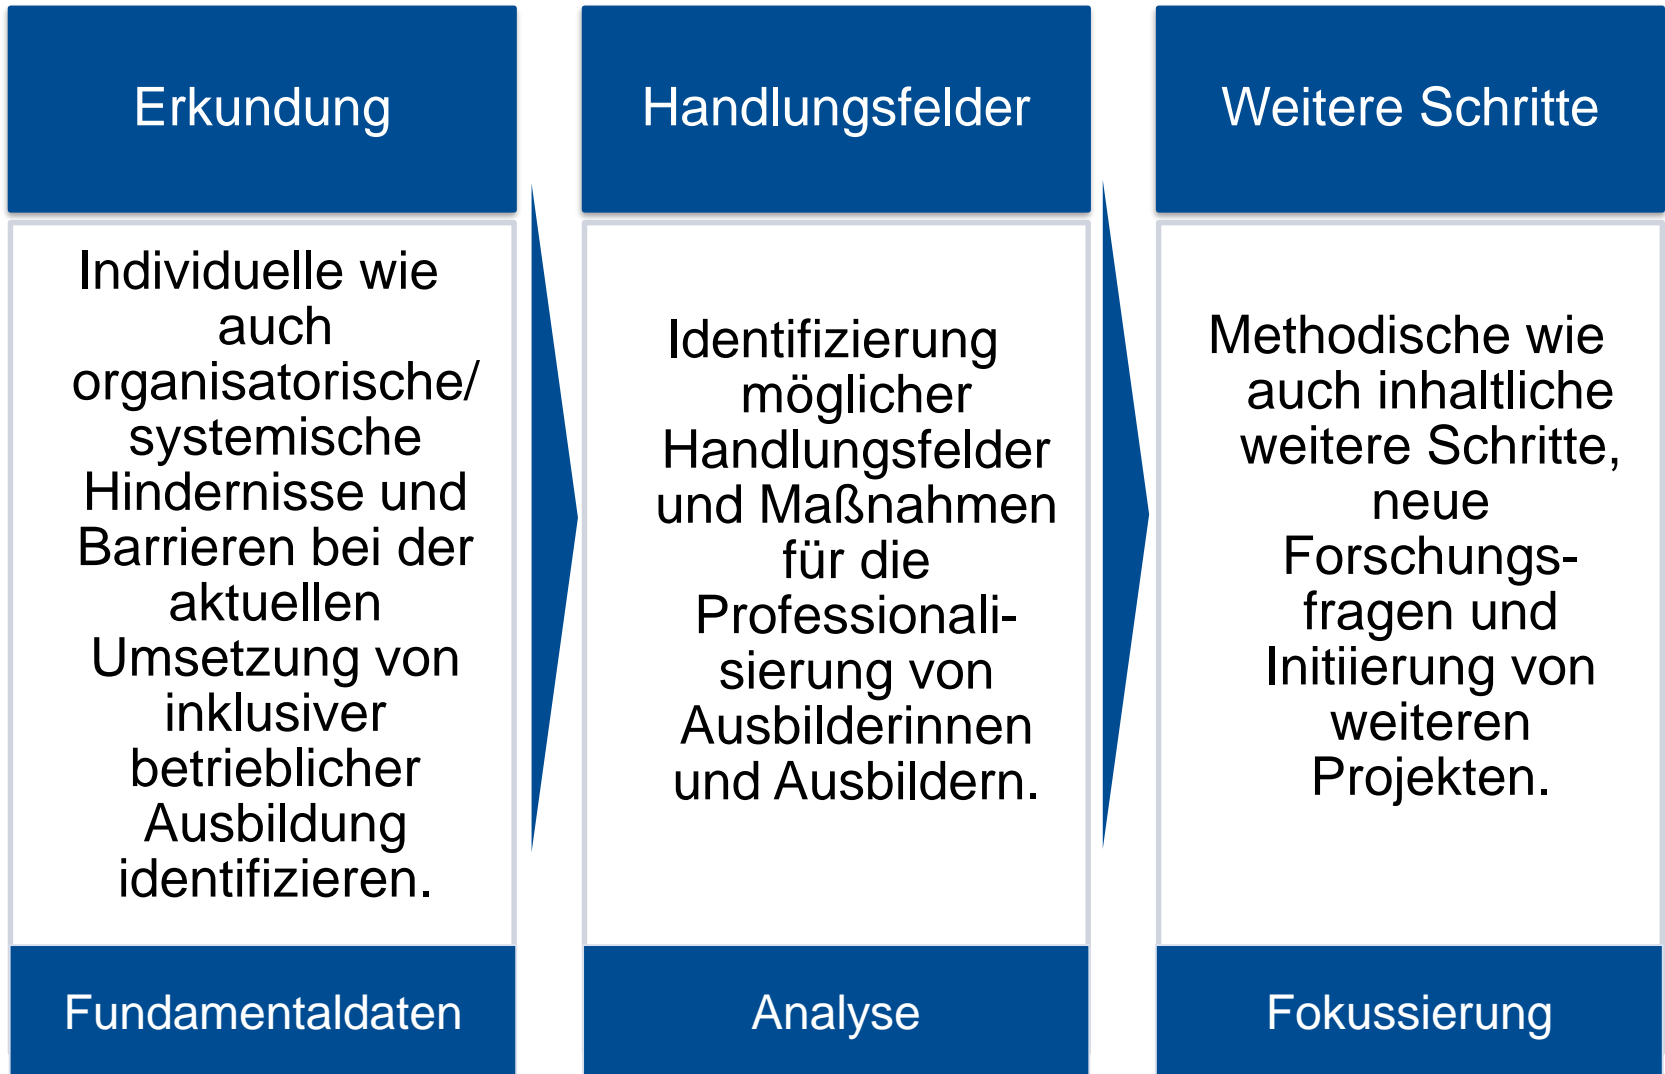 Erkundung
Individuelle wie
auch
organisatorische/
systemische
Hindernisse und
Barrieren bei der
aktuellen
Umsetzung von
inklusiver
betrieblicher
Ausbildung
identifizieren.
Fundamentaldaten
Handlungsfelder
Identifizierung
möglicher
Handlungsfelder
und Maßnahmen
für die
Professionali-
sierung von
Ausbilderinnen
und Ausbildern.
Analyse
Weitere Schritte
Methodische wie
auch inhaltliche
weitere Schritte,
neue
Forschungs-
fragen und
Initiierung von
weiteren
Projekten.
Fokussierung